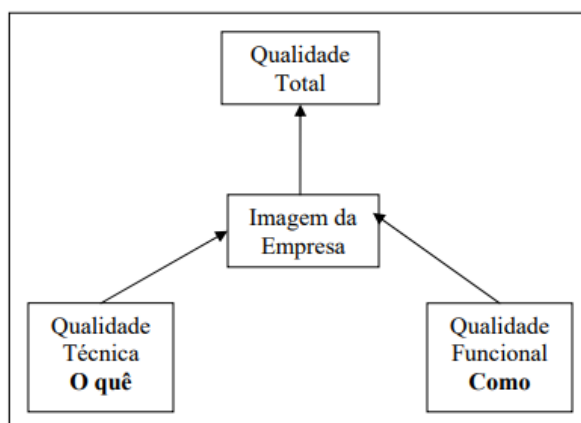 Qualidade
Total
Imagem da
Empresa
Qualidade
Técnica
O quê
Qualidade
Funcional
Como